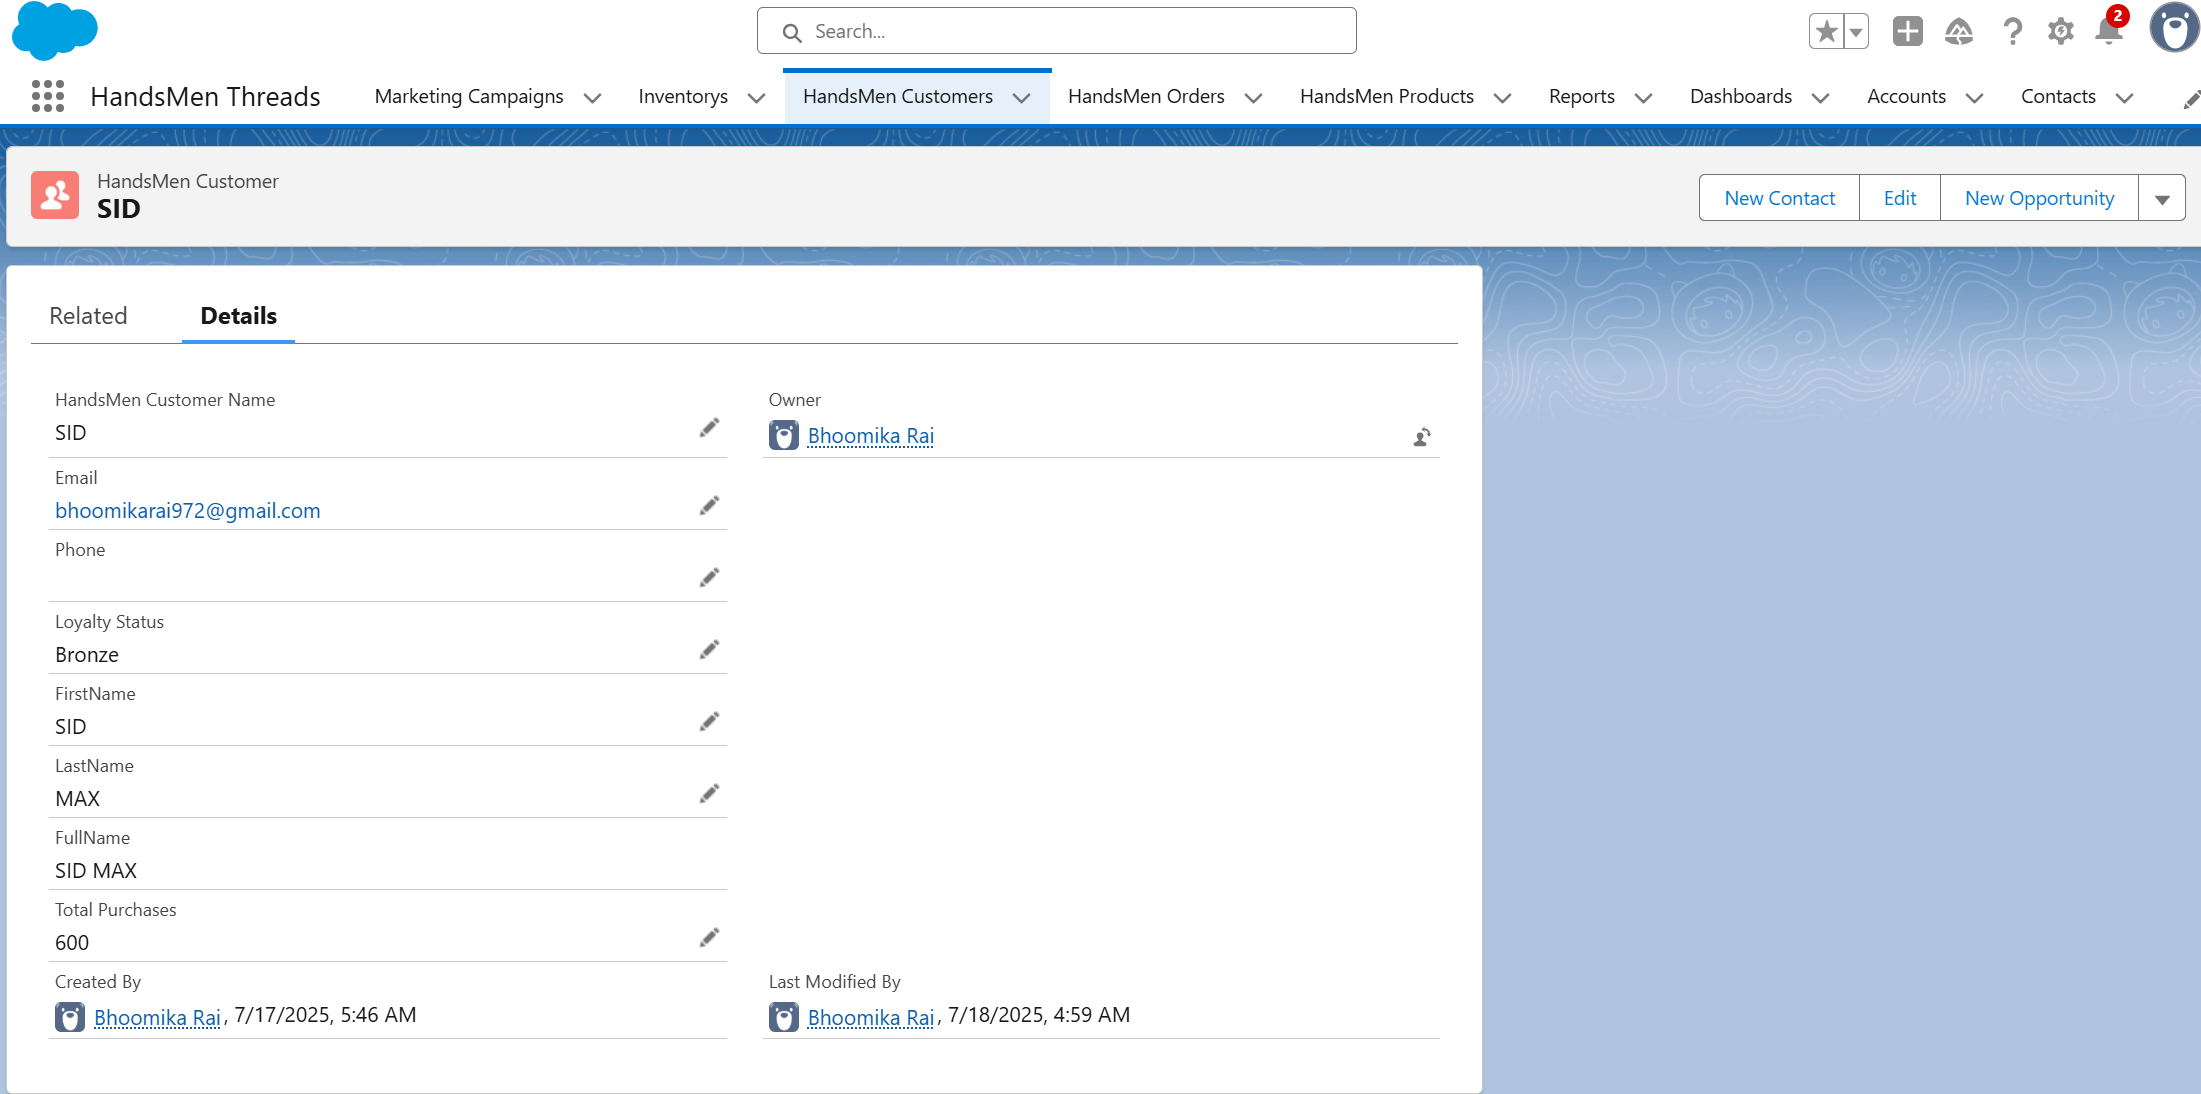 Search...
2
HandsMen Threads
Marketing Campaigns
Inventorys
HandsMen Customers
HandsMen Orders
HandsMen Products
Reports
Dashboards
Accounts
Contacts
HandsMen Customer
SID
New Contact
Edit
New Opportunity
Related
Details
HandsMen Customer Name
SID
Owner
Bhoomika Rai
Email
bhoomikarai972@gmail.com
Phone
Loyalty Status
Bronze
FirstName
SID
LastName
MAX
FullName
SID MAX
Total Purchases
600
Created By
Bhoomika Rai, 7/17/2025, 5:46 AM
Last Modified By
Bhoomika Rai, 7/18/2025, 4:59 AM